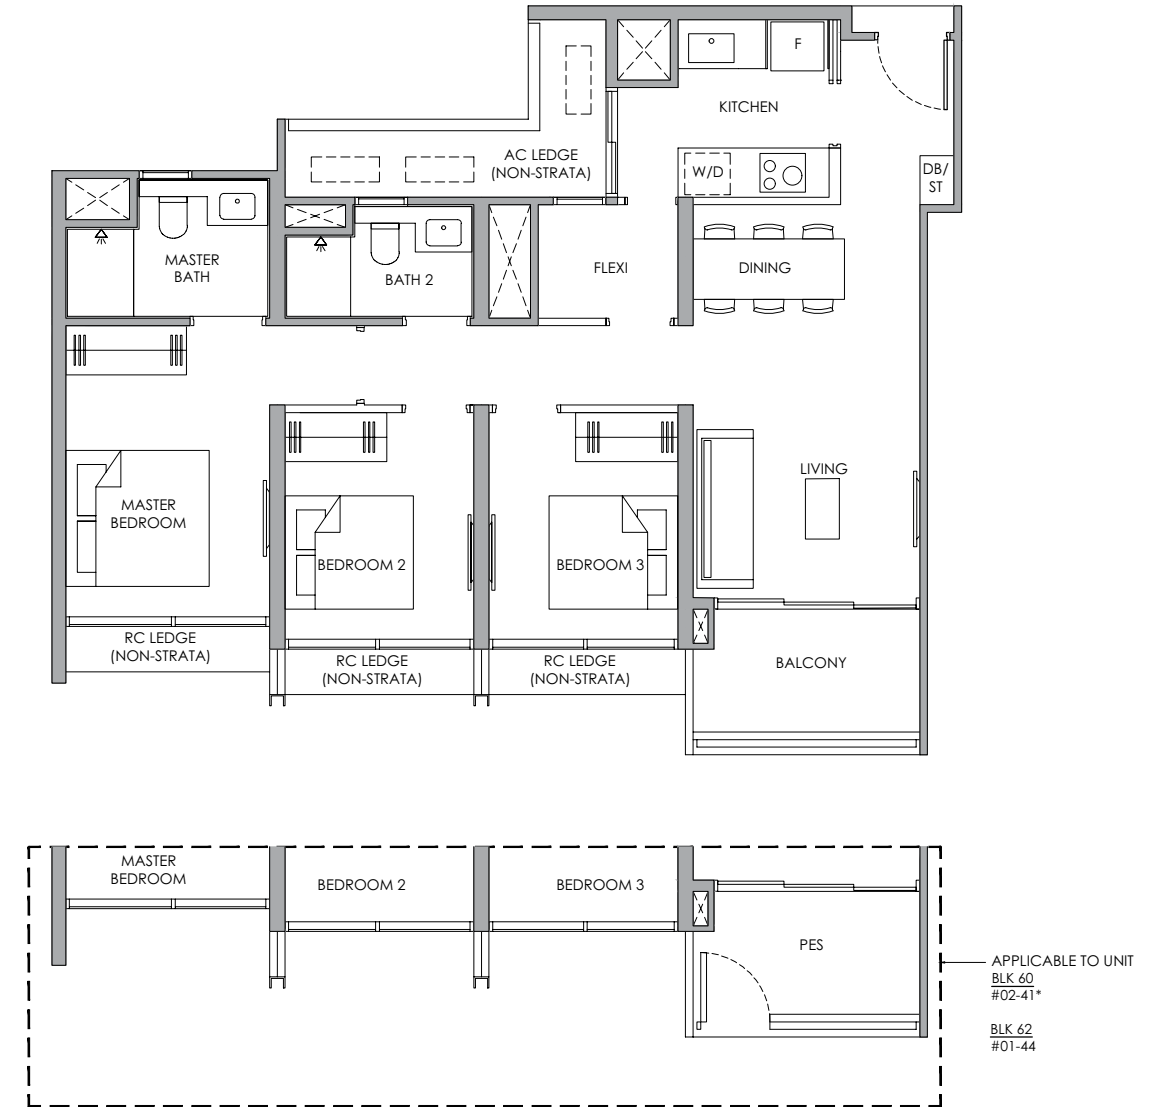 F
KITCHEN
AC LEDGE
(NON-STRATA)
W/D
DB/
ST
MASTER
BATH
BATH 2
FLEXI
DINING
LIVING
MASTER
BEDROOM
BEDROOM 2
BEDROOM 3
RC LEDGE
(NON-STRATA)
RC LEDGE
(NON-STRATA)
RC LEDGE
(NON-STRATA)
BALCONY
MASTER
BEDROOM
BEDROOM 2
BEDROOM 3
PES
APPLICABLE TO UNIT
BLK 60
#02-41*
BLK 62
#01-44